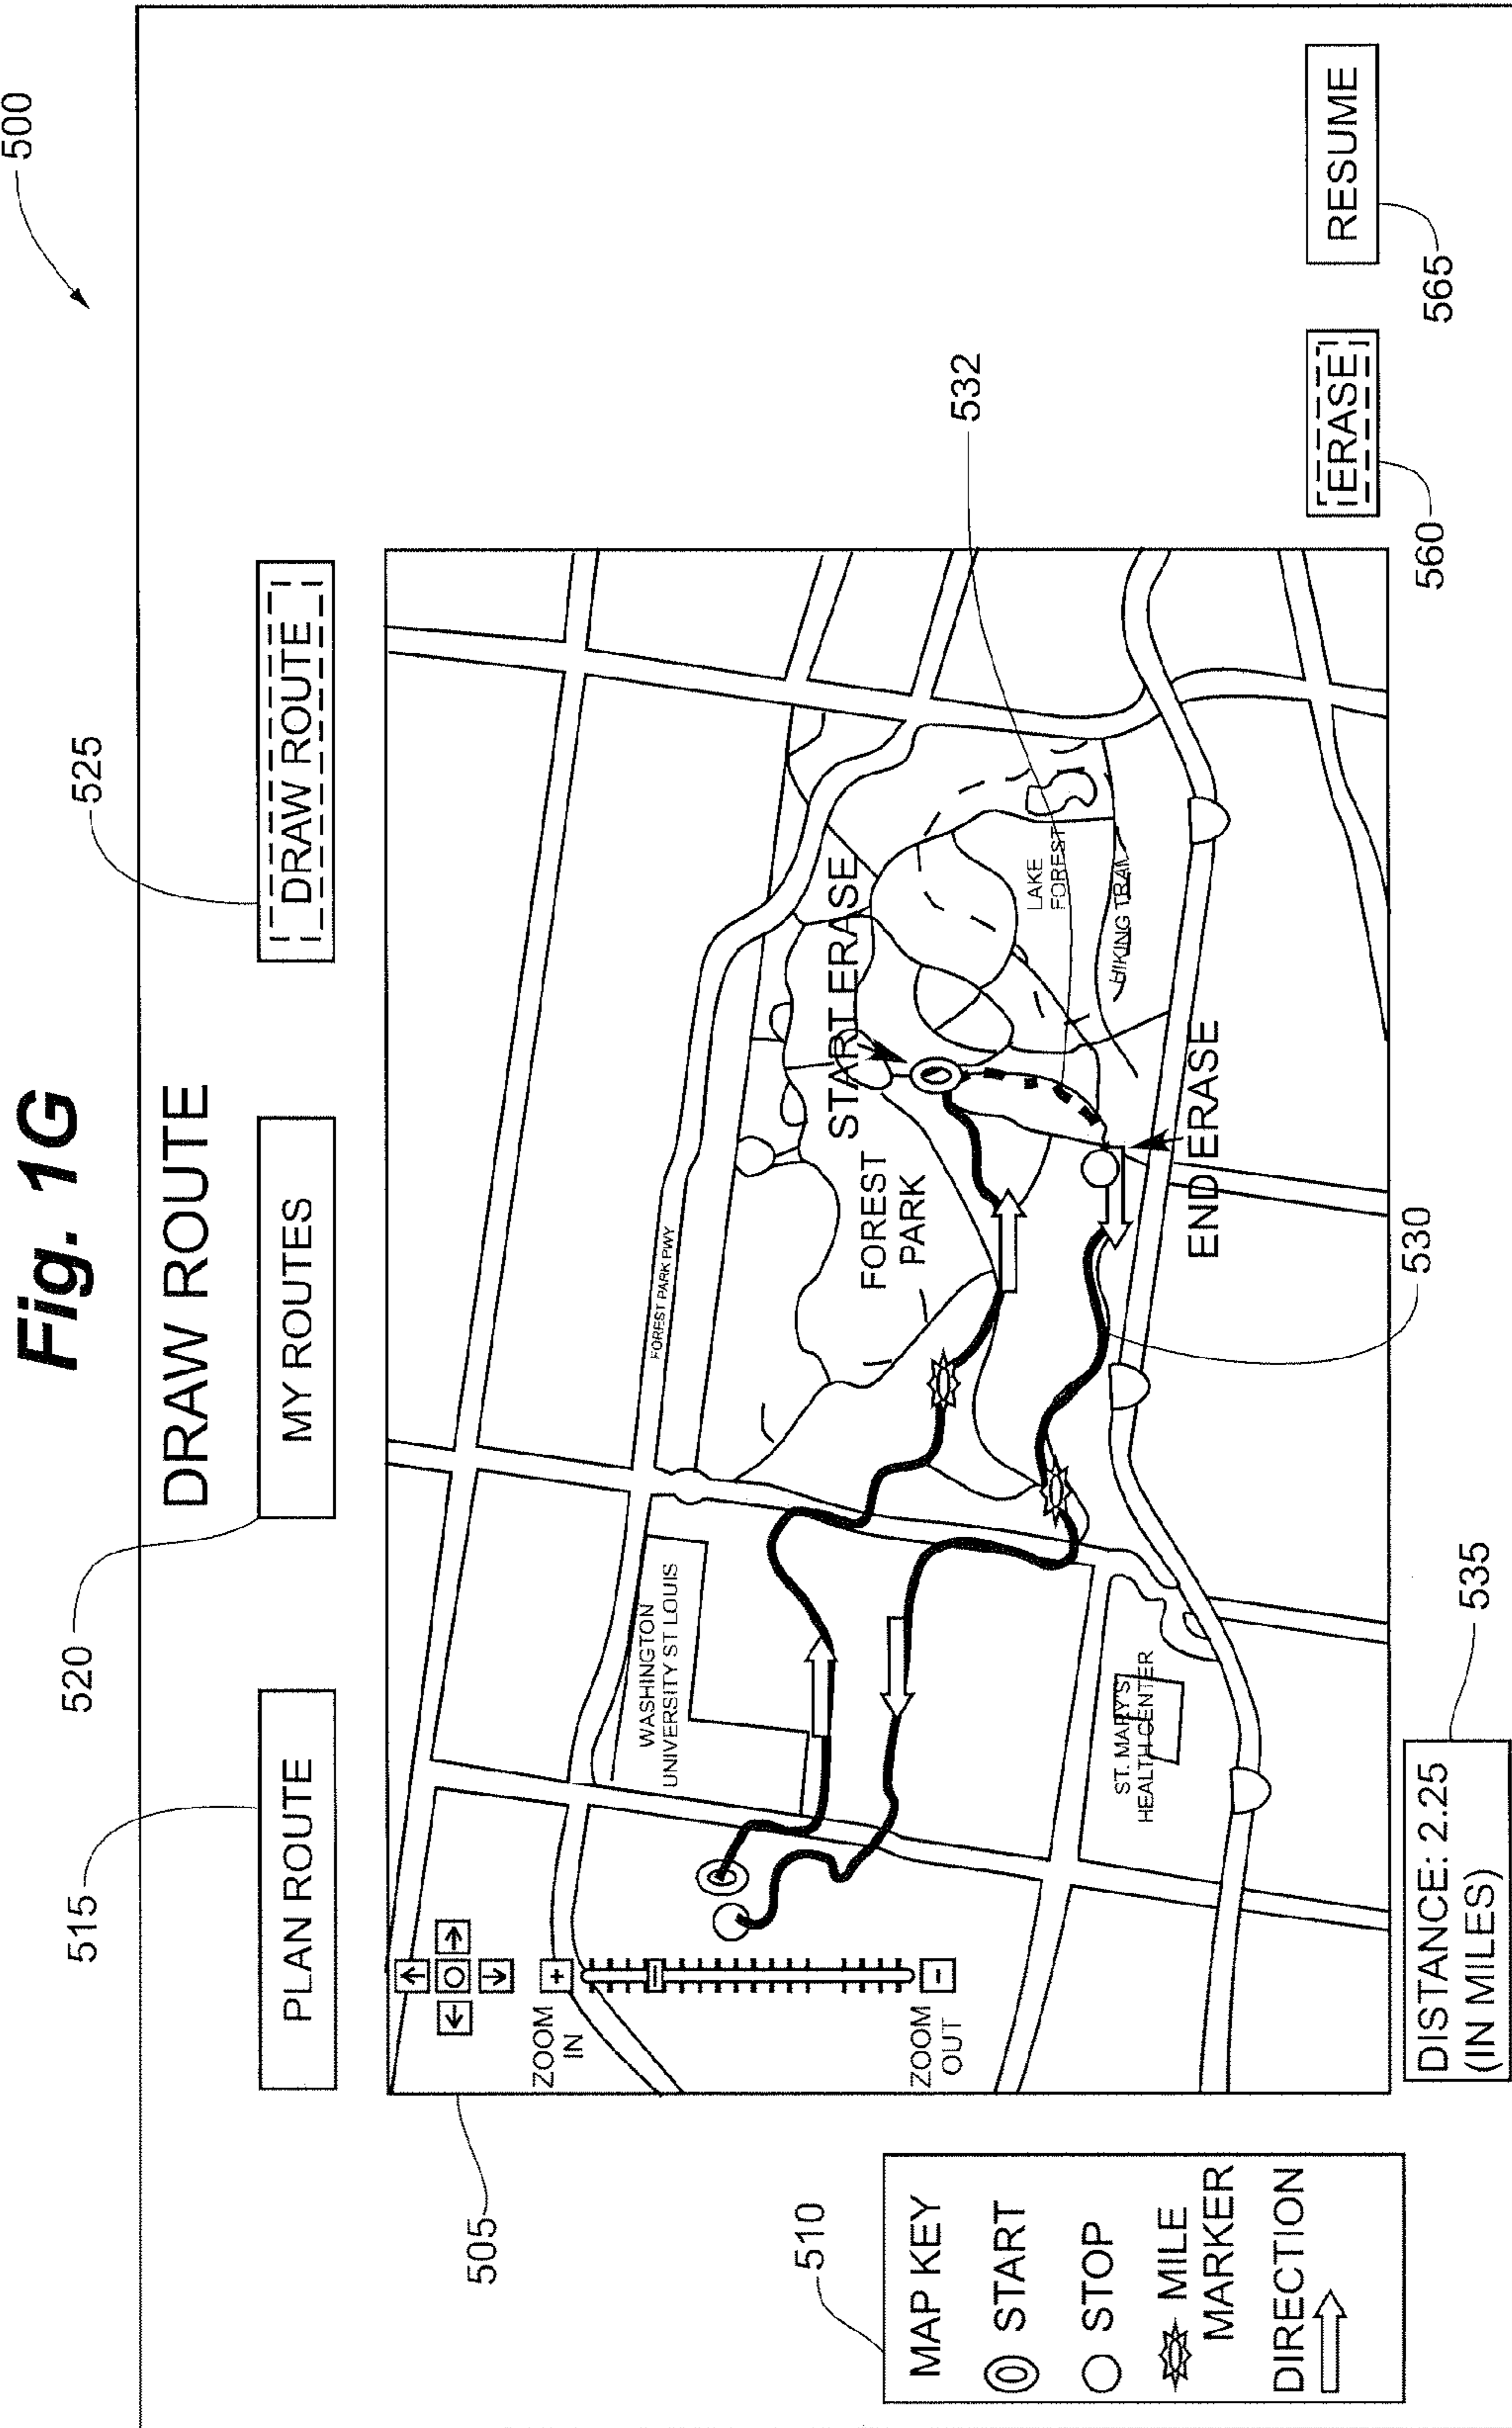 Fig. 1G
500
DRAW ROUTE
515
520
525
PLAN ROUTE
MY ROUTES
DRAW ROUTE
505
ZOOM
IN
ZOOM
OUT
FOREST PARK PWY
WASHINGTON
UNIVERSITY ST LOUIS
START ERASE
FOREST
PARK
LAKE
FOREST
HIKING TRAIL
532
ST. MARY'S
HEALTH CENTER
END ERASE
510
MAP KEY
START
STOP
MILE
MARKER
DIRECTION
DISTANCE: 2.25
(IN MILES)
535
530
ERASE
560
RESUME
565